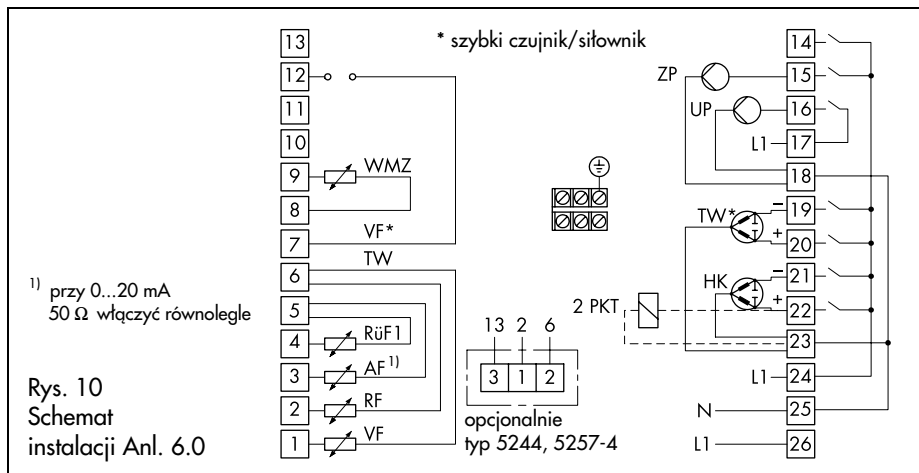 * szybki czujnik/siłownik
13
12
11
10
9 WMZ
8
7 VF*
6 TW
5
4 RüF1
3 AF1)
2 RF
1 VF
1) przy 0...20 mA
50 Ω włączyć równolegle
Rys. 10
Schemat
instalacji Anl. 6.0
13 2 6
3 1 2
opcjonalnie
typ 5244, 5257-4
14
ZP 15
UP 16
L1 17
18
TW* − 19
+ 20
HK − 21
+ 22
2 PKT
23
L1 24
N 25
L1 26